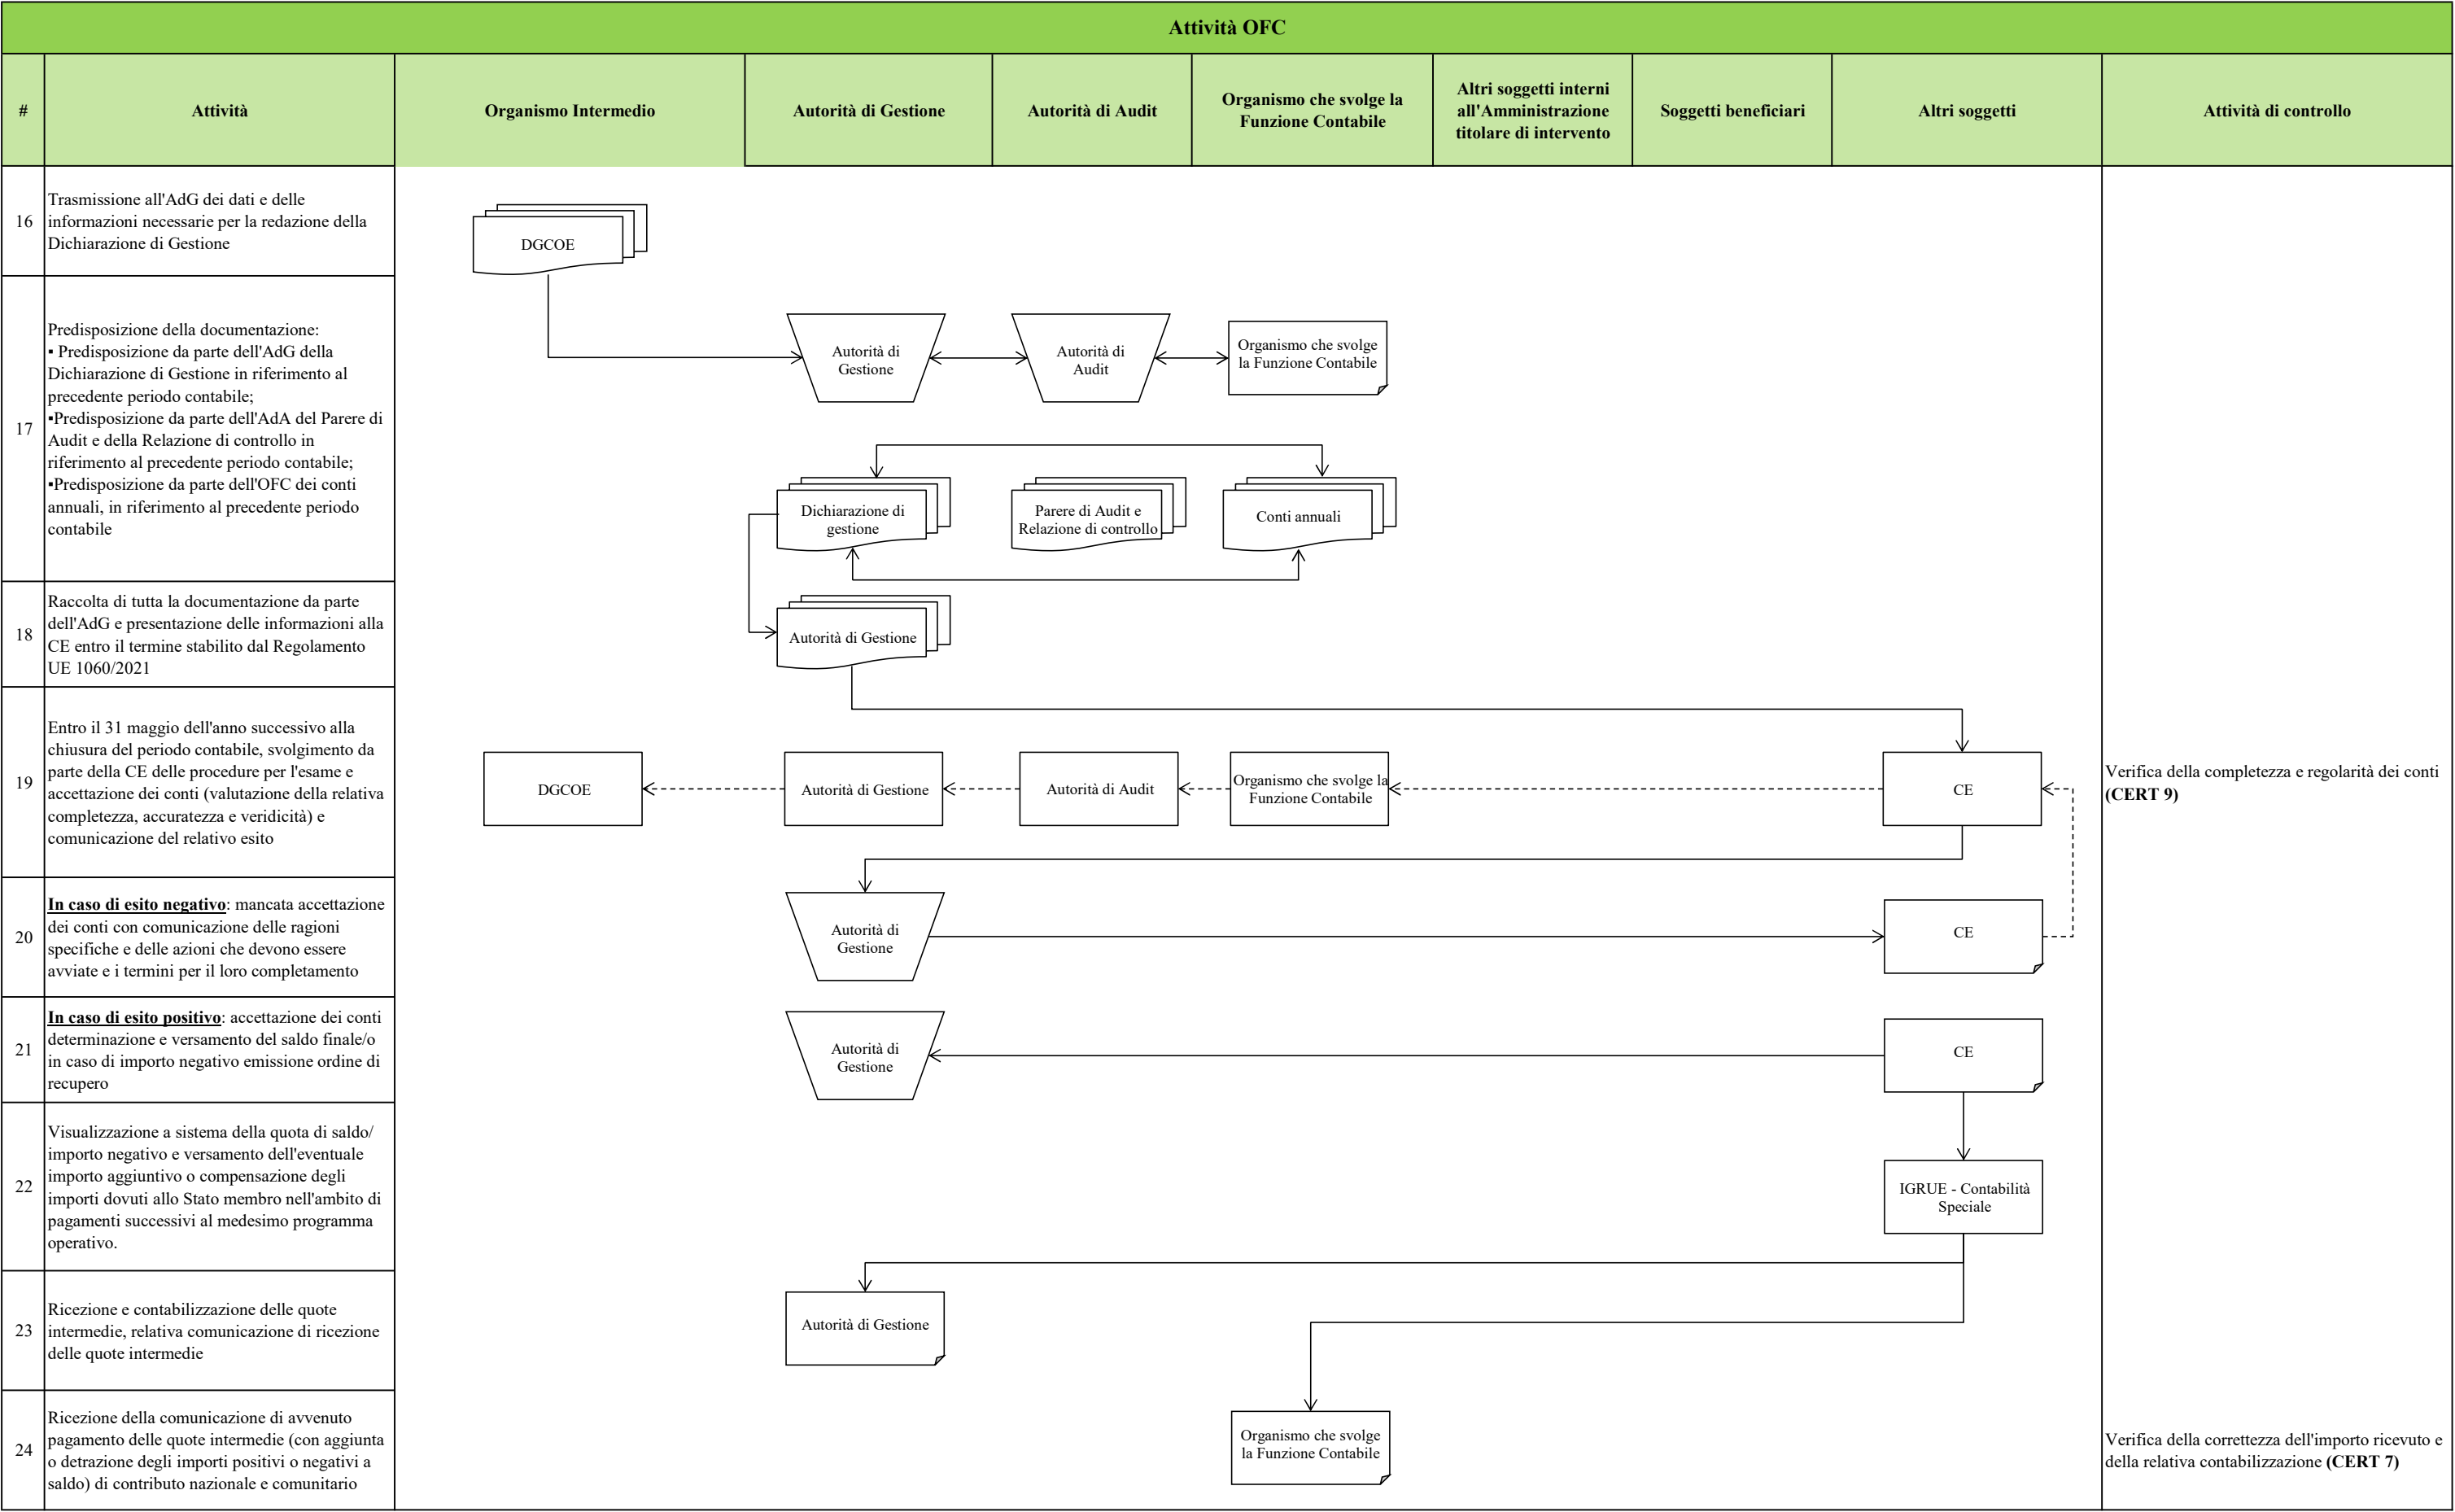 Attività OFC
#
Attività
Organismo Intermedio
Autorità di Gestione
Autorità di Audit
Organismo che svolge la
Funzione Contabile
Altri soggetti interni
all'Amministrazione
titolare di intervento
Soggetti beneficiari
Altri soggetti
Attività di controllo
16
Trasmissione all'AdG dei dati e delle
informazioni necessarie per la redazione della
Dichiarazione di Gestione
DGCOE
17
Predisposizione della documentazione:
▪ Predisposizione da parte dell'AdG della
Dichiarazione di Gestione in riferimento al
precedente periodo contabile;
▪Predisposizione da parte dell'AdA del Parere di
Audit e della Relazione di controllo in
riferimento al precedente periodo contabile;
▪Predisposizione da parte dell'OFC dei conti
annuali, in riferimento al precedente periodo
contabile
Autorità di
Gestione
Autorità di
Audit
Organismo che svolge
la Funzione Contabile
Dichiarazione di
gestione
Parere di Audit e
Relazione di controllo
Conti annuali
18
Raccolta di tutta la documentazione da parte
dell'AdG e presentazione delle informazioni alla
CE entro il termine stabilito dal Regolamento
UE 1060/2021
Autorità di Gestione
19
Entro il 31 maggio dell'anno successivo alla
chiusura del periodo contabile, svolgimento da
parte della CE delle procedure per l'esame e
accettazione dei conti (valutazione della relativa
completezza, accuratezza e veridicità) e
comunicazione del relativo esito
DGCOE
Autorità di Gestione
Autorità di Audit
Organismo che svolge la
Funzione Contabile
CE
Verifica della completezza e regolarità dei conti
(CERT 9)
20
In caso di esito negativo: mancata accettazione
dei conti con comunicazione delle ragioni
specifiche e delle azioni che devono essere
avviate e i termini per il loro completamento
Autorità di
Gestione
CE
21
In caso di esito positivo: accettazione dei conti
determinazione e versamento del saldo finale/o
in caso di importo negativo emissione ordine di
recupero
Autorità di
Gestione
CE
22
Visualizzazione a sistema della quota di saldo/
importo negativo e versamento dell'eventuale
importo aggiuntivo o compensazione degli
importi dovuti allo Stato membro nell'ambito di
pagamenti successivi al medesimo programma
operativo.
IGRUE - Contabilità
Speciale
23
Ricezione e contabilizzazione delle quote
intermedie, relativa comunicazione di ricezione
delle quote intermedie
Autorità di Gestione
24
Ricezione della comunicazione di avvenuto
pagamento delle quote intermedie (con aggiunta
o detrazione degli importi positivi o negativi a
saldo) di contributo nazionale e comunitario
Organismo che svolge
la Funzione Contabile
Verifica della correttezza dell'importo ricevuto e
della relativa contabilizzazione (CERT 7)